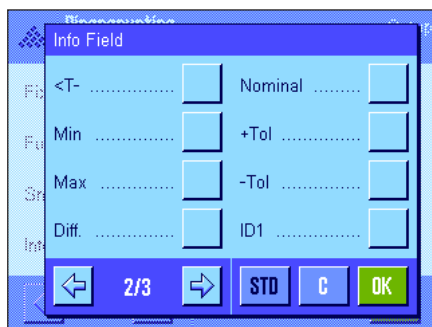 Info Field
<T- ............... Nominal .........
Min ............... +Tol ...............
Max ............... -Tol ...............
Diff. ............... ID1 ...............
2/3 STD C OK